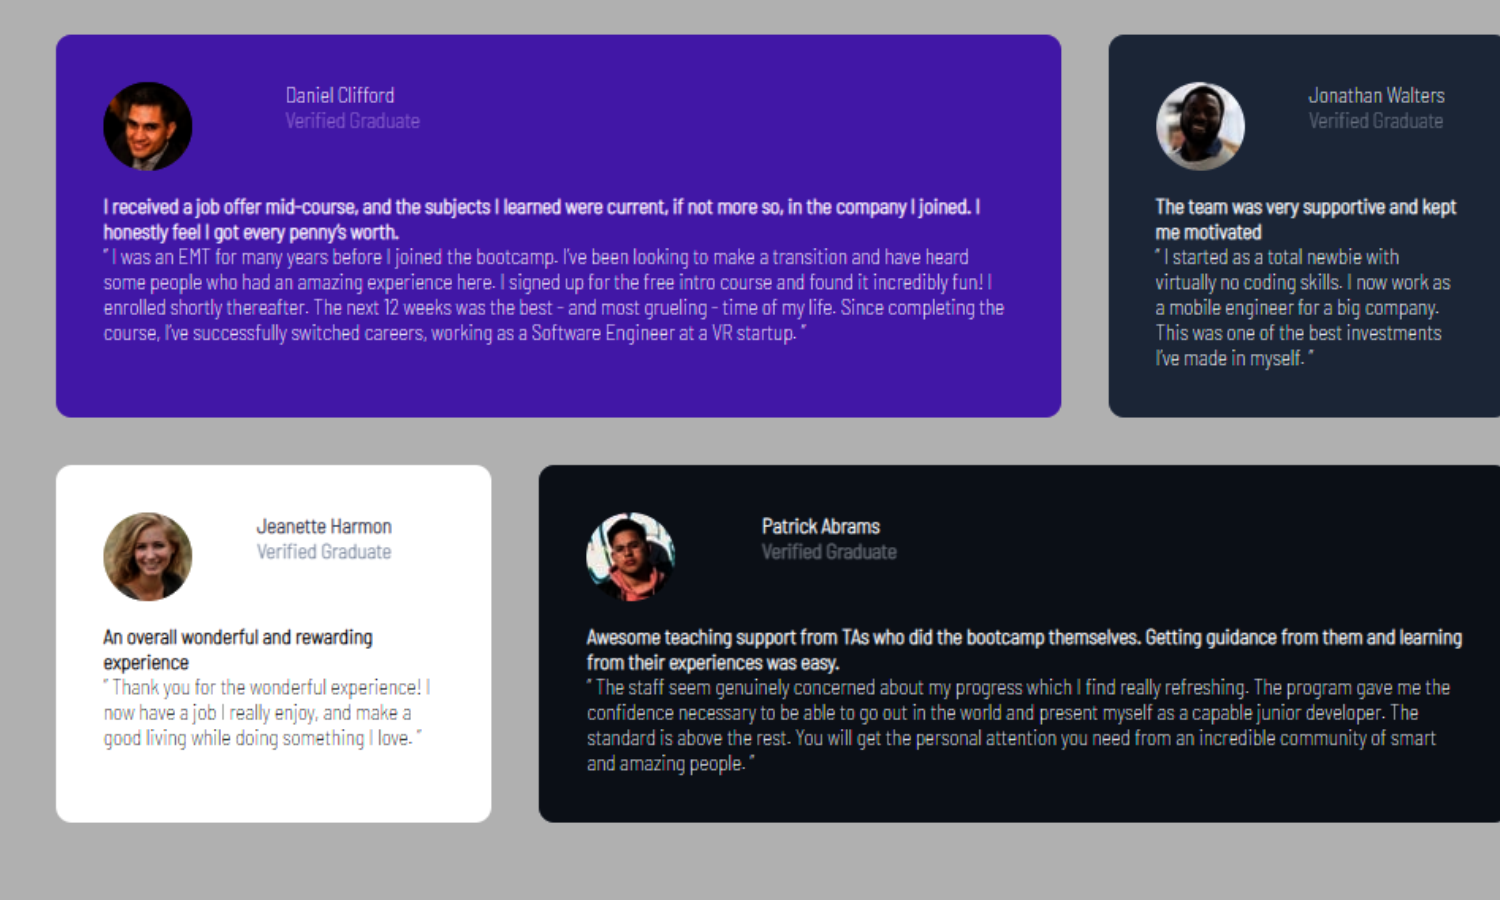 Daniel Clifford
Verified Graduate
I received a job offer mid-course, and the subjects I learned were current, if not more so, in the company I joined. I
honestly feel I got every penny’s worth.
“ I was an EMT for many years before I joined the bootcamp. I’ve been looking to make a transition and have heard
some people who had an amazing experience here. I signed up for the free intro course and found it incredibly fun! I
enrolled shortly thereafter. The next 12 weeks was the best - and most grueling - time of my life. Since completing the
course, I’ve successfully switched careers, working as a Software Engineer at a VR startup. ”
Jonathan Walters
Verified Graduate
The team was very supportive and kept
me motivated
“ I started as a total newbie with
virtually no coding skills. I now work as
a mobile engineer for a big company.
This was one of the best investments
I’ve made in myself. ”
Jeanette Harmon
Verified Graduate
An overall wonderful and rewarding
experience
“ Thank you for the wonderful experience! I
now have a job I really enjoy, and make a
good living while doing something I love. ”
Patrick Abrams
Verified Graduate
Awesome teaching support from TAs who did the bootcamp themselves. Getting guidance from them and learning
from their experiences was easy.
“ The staff seem genuinely concerned about my progress which I find really refreshing. The program gave me the
confidence necessary to be able to go out in the world and present myself as a capable junior developer. The
standard is above the rest. You will get the personal attention you need from an incredible community of smart
and amazing people. ”